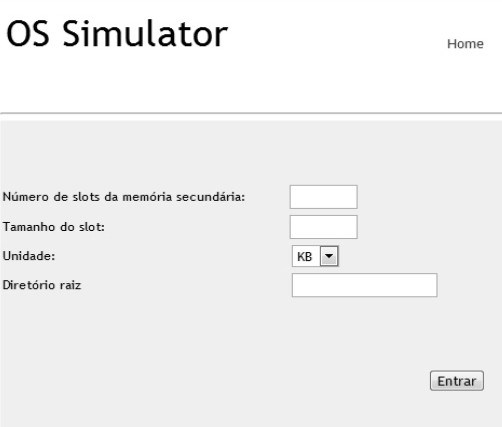 OS Simulator
Home
Número de slots da memória secundária:
Tamanho do slot:
Unidade:
KB
Diretório raiz
Entrar